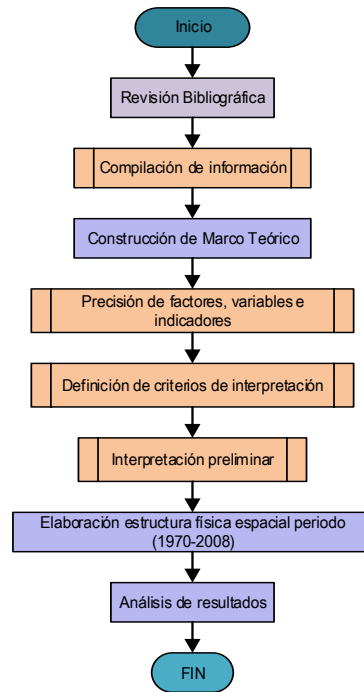 Inicio
Revisión Bibliográfica
Compilación de información
Construcción de Marco Teórico
Precisión de factores, variables e
indicadores
Definición de criterios de interpretación
Interpretación preliminar
Elaboración estructura física espacial periodo
(1970-2008)
Análisis de resultados
FIN